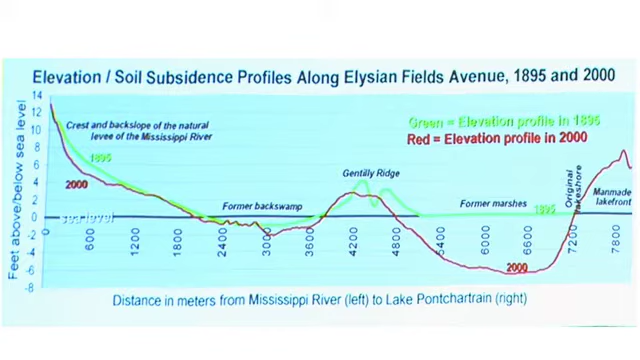 Elevation / Soil Subsidence Profiles Along Elysian Fields Avenue, 1895 and 2000
Feet above/below sea level
14
12
10
8
6
4
2
0
-2
-4
-6
-8
Crest and backslope of the natural
levee of the Mississippi River
Green = Elevation profile in 1895
Red = Elevation profile in 2000
1895
2000
sea level
Former backswamp
Gentilly Ridge
Former marshes
1895
2000
Original
lakeshore
Manmade
lakefront
0
600
1200
1800
2400
3000
3600
4200
4800
5400
6000
6600
7200
7800
Distance in meters from Mississippi River (left) to Lake Pontchartrain (right)